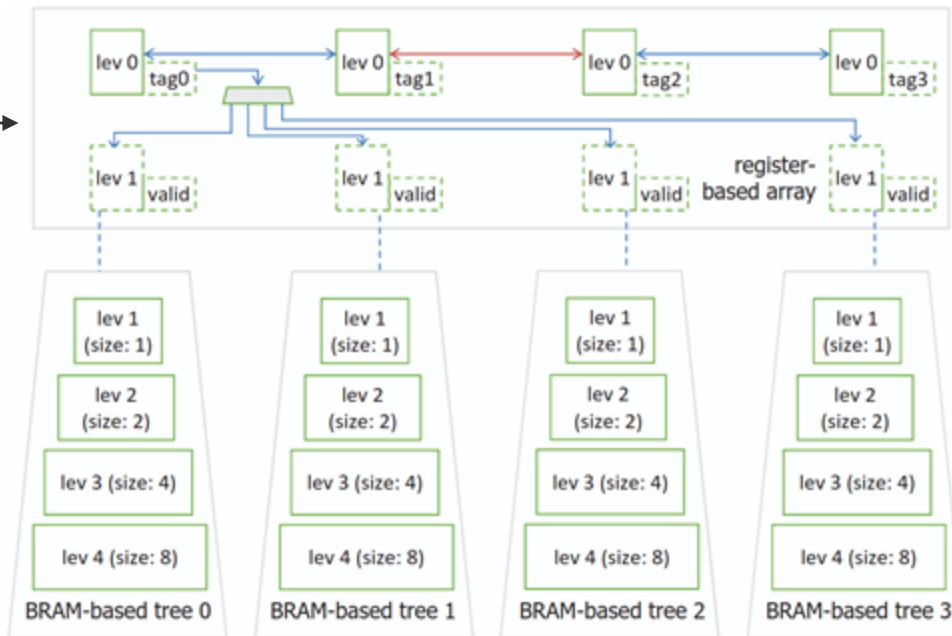 lev 0
tag0
lev 0
tag1
lev 0
tag2
lev 0
tag3
lev 1
valid
lev 1
valid
lev 1
valid
register-
based array
lev 1
valid
lev 1
(size: 1)
lev 2
(size: 2)
lev 3 (size: 4)
lev 4 (size: 8)
BRAM-based tree 0
lev 1
(size: 1)
lev 2
(size: 2)
lev 3 (size: 4)
lev 4 (size: 8)
BRAM-based tree 1
lev 1
(size: 1)
lev 2
(size: 2)
lev 3 (size: 4)
lev 4 (size: 8)
BRAM-based tree 2
lev 1
(size: 1)
lev 2
(size: 2)
lev 3 (size: 4)
lev 4 (size: 8)
BRAM-based tree 3